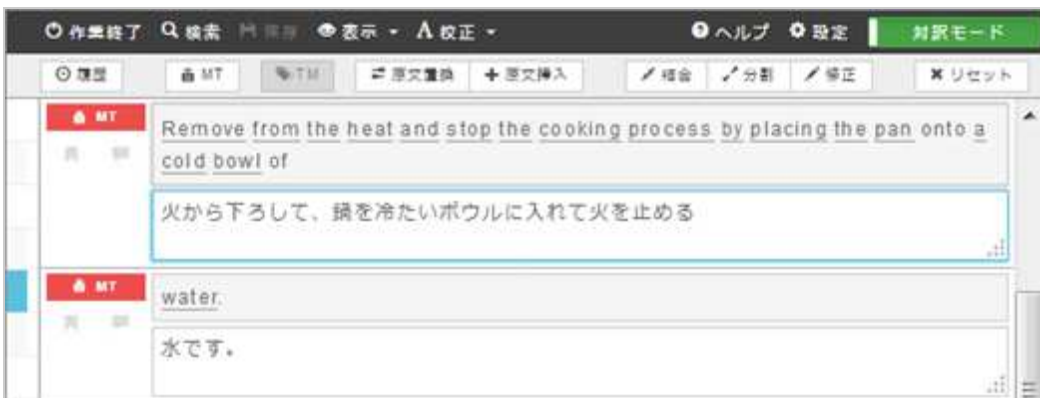 作業終了 検索 保存 表示 校正 ヘルプ 設定 対訳モード
履歴 MT TM 原文置換 原文挿入 結合 分割 修正 リセット
MT
Remove from the heat and stop the cooking process by placing the pan onto a
cold bowl of
火から下ろして、鍋を冷たいボウルに入れて火を止める
MT
water.
水です。